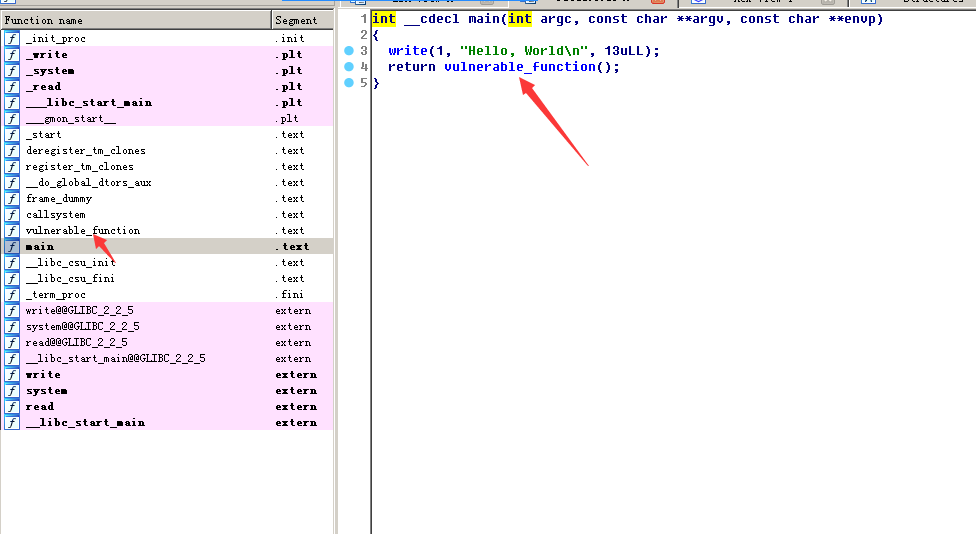 Function name Segment
f _init_proc .init
f _write .plt
f _system .plt
f _read .plt
f ___libc_start_main .plt
f ___gmon_start__ .plt
f _start .text
f deregister_tm_clones .text
f register_tm_clones .text
f __do_global_dtors_aux .text
f frame_dummy .text
f callsystem .text
f vulnerable_function .text
f main .text
f __libc_csu_init .text
f __libc_csu_fini .text
f _term_proc .fini
f write@@GLIBC_2_2_5 extern
f system@@GLIBC_2_2_5 extern
f read@@GLIBC_2_2_5 extern
f __libc_start_main@@GLIBC_2_2_5 extern
f write extern
f system extern
f read extern
f __libc_start_main extern
1 int __cdecl main(int argc, const char **argv, const char **envp)
2 {
3 write(1, "Hello, World\n", 13uLL);
4 return vulnerable_function();
5 }